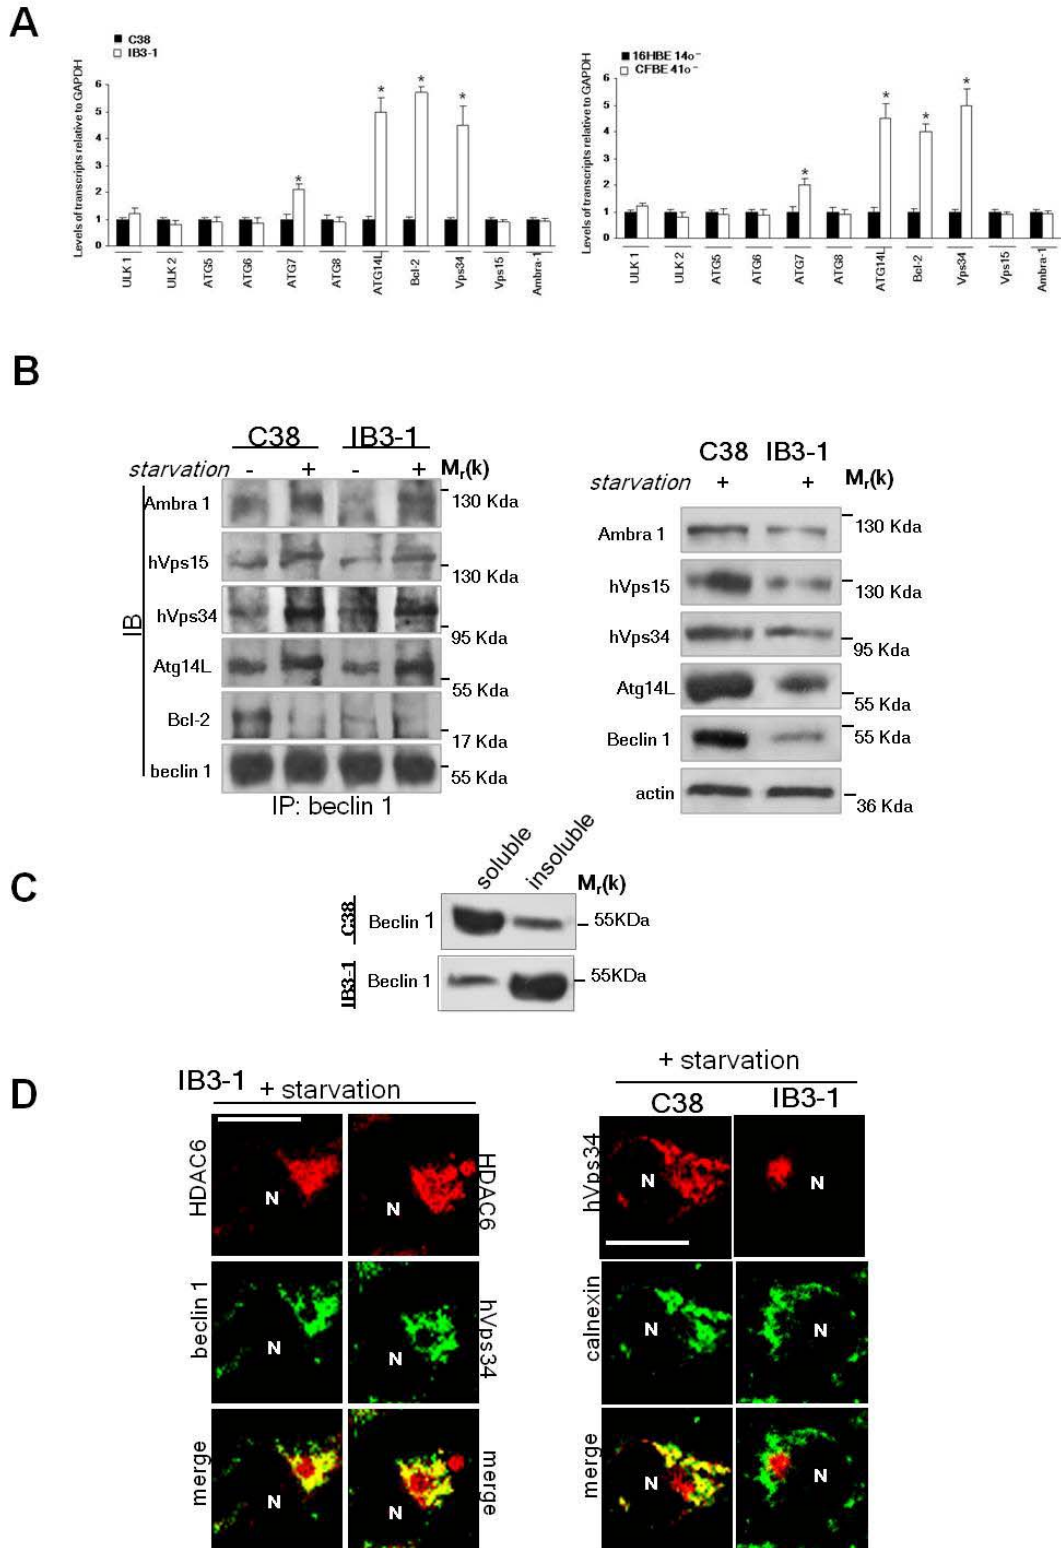 A
C38
IB3-1
Levels of transcripts relative to GAPDH
6
5
4
3
2
1
0
ULK 1
ULK 2
ATG5
ATG6
ATG7
ATG8
ATG14L
Bcl-2
Vps34
Vps15
Ambra-1
* * * *
16HBE 14o⁻
CFBE 41o⁻
Levels of transcripts relative to GAPDH
6
5
4
3
2
1
0
ULK 1
ULK 2
ATG5
ATG6
ATG7
ATG8
ATG14L
Bcl-2
Vps34
Vps15
Ambra-1
* * * *
B
C38 IB3-1
starvation - + - + Mr(k)
IB
Ambra 1 130 Kda
hVps15 130 Kda
hVps34 95 Kda
Atg14L 55 Kda
Bcl-2 17 Kda
beclin 1 55 Kda
IP: beclin 1
C38 IB3-1
starvation + + Mr(k)
Ambra 1 130 Kda
hVps15 130 Kda
hVps34 95 Kda
Atg14L 55 Kda
Beclin 1 55 Kda
actin 36 Kda
C
soluble insoluble Mr(k)
C38 Beclin 1 55KDa
IB3-1 Beclin 1 55KDa
D
IB3-1 + starvation
HDAC6 N N HDAC6
beclin 1 N N hVps34
merge N N merge
+ starvation
C38 IB3-1
hVps34 N N
calnexin N N
merge N N